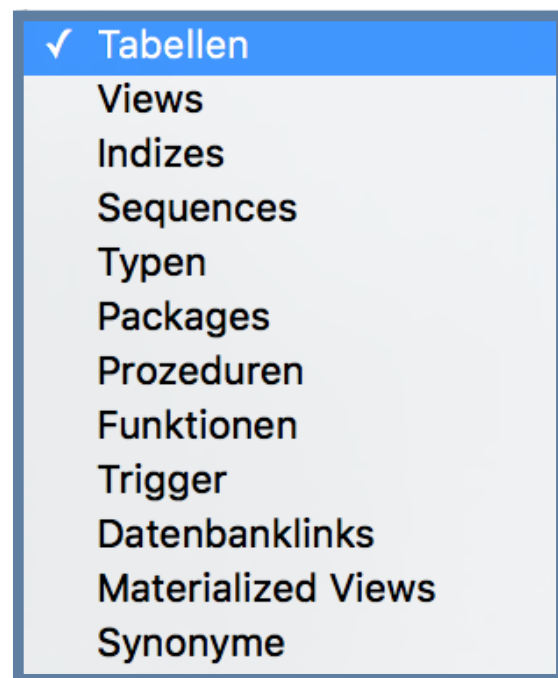 ✓ Tabellen
Views
Indizes
Sequences
Typen
Packages
Prozeduren
Funktionen
Trigger
Datenbanklinks
Materialized Views
Synonyme